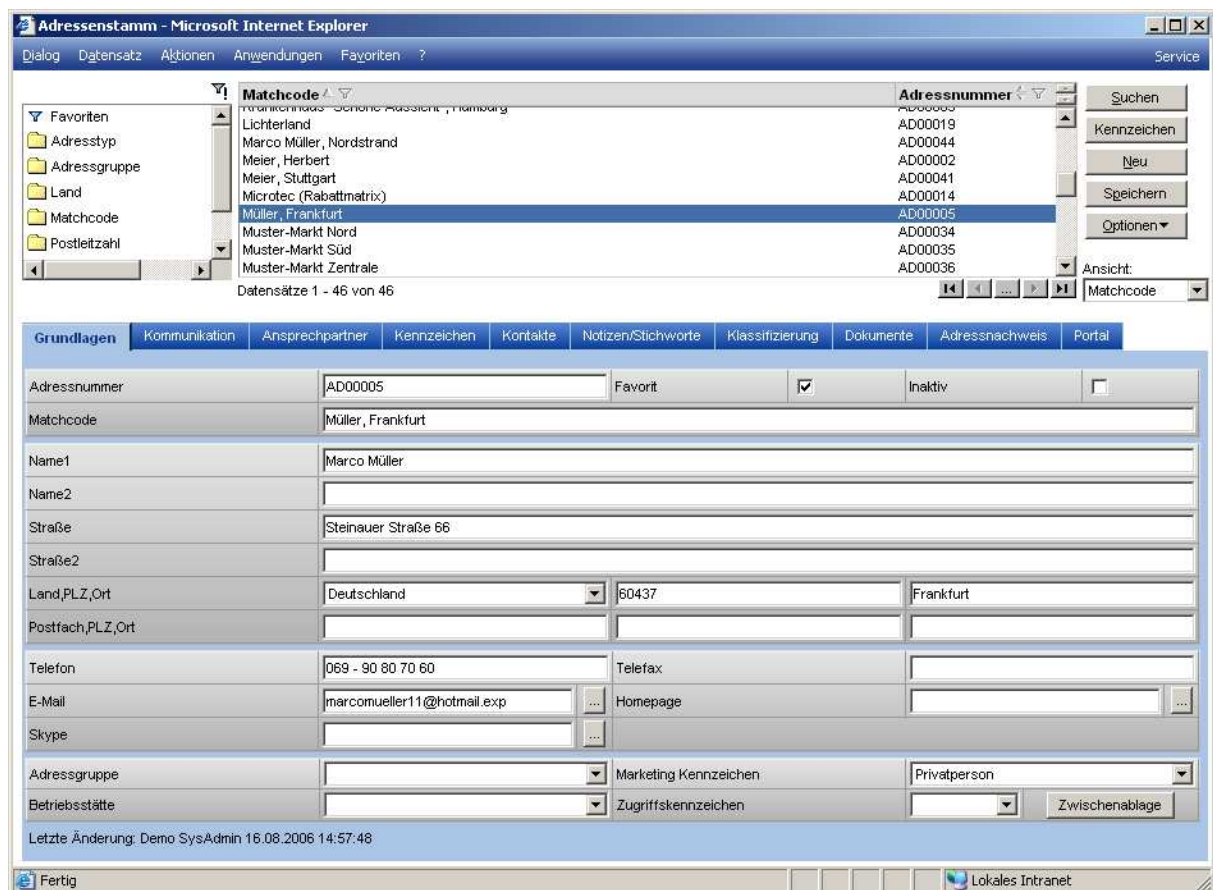 Adressenstamm - Microsoft Internet Explorer
Dialog Datensatz Aktionen Anwendungen Favoriten ? Service
Matchcode Adressnummer
Favoriten
Adresstyp
Adressgruppe
Land
Matchcode
Postleitzahl
Krankenhaus "Schöne Aussicht", Hamburg AD00003
Lichterland AD00019
Marco Müller, Nordstrand AD00044
Meier, Herbert AD00002
Meier, Stuttgart AD00041
Microtec (Rabattmatrix) AD00014
Müller, Frankfurt AD00005
Muster-Markt Nord AD00034
Muster-Markt Süd AD00035
Muster-Markt Zentrale AD00036
Datensätze 1 - 46 von 46
...
Suchen
Kennzeichen
Neu
Speichern
Optionen
Ansicht:
Matchcode
Grundlagen Kommunikation Ansprechpartner Kennzeichen Kontakte Notizen/Stichworte Klassifizierung Dokumente Adressnachweis Portal
Adressnummer AD00005 Favorit Inaktiv
Matchcode Müller, Frankfurt
Name1 Marco Müller
Name2
Straße Steinauer Straße 66
Straße2
Land,PLZ,Ort Deutschland 60437 Frankfurt
Postfach,PLZ,Ort
Telefon 069 - 90 80 70 60 Telefax
E-Mail marcomueller11@hotmail.exp ... Homepage ...
Skype ...
Adressgruppe Marketing Kennzeichen Privatperson
Betriebsstätte Zugriffskennzeichen Zwischenablage
Letzte Änderung: Demo SysAdmin 16.08.2006 14:57:48
Fertig Lokales Intranet